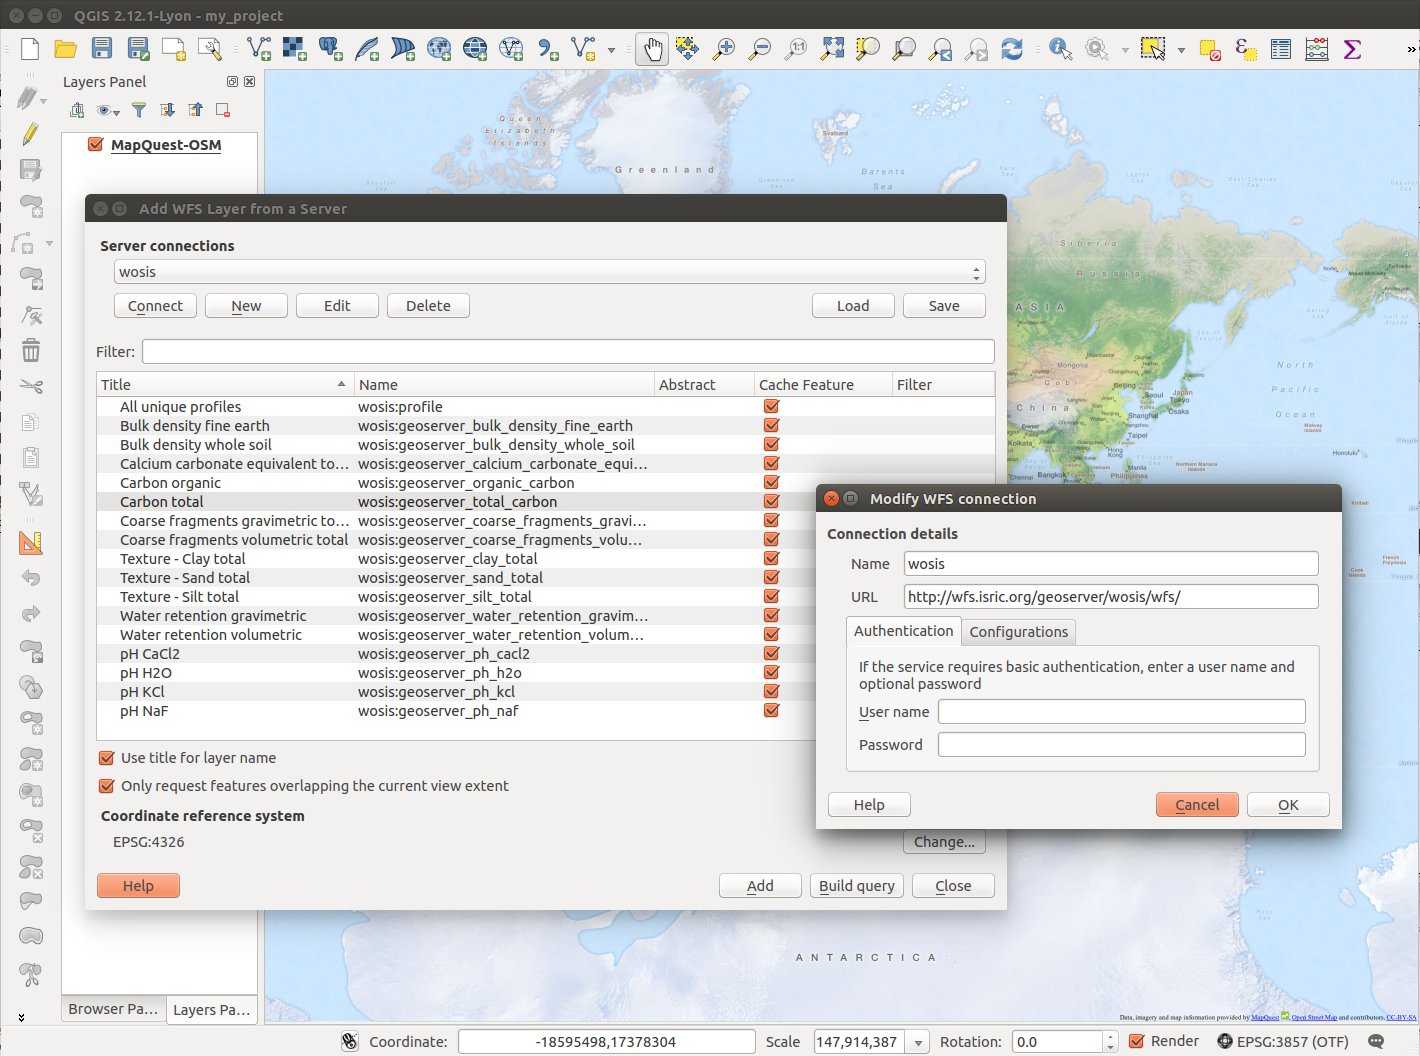 QGIS 2.12.1-Lyon - my_project
Layers Panel
MapQuest-OSM
Queen
Elizabeth
Islands
Greenland
Svalbard
Barents
Sea
Siberia
Russia
ASIA
Mongolia
Gobi
China
Beijing
Seoul
Japan
Tokyo
Osaka
Shanghai
Taipei
Hong
Kong
Manila
Philippines
Bangkok
North
Pacific
Ocean
Honolulu
Add WFS Layer from a Server
Server connections
wosis
Connect New Edit Delete Load Save
Filter:
Title Name Abstract Cache Feature Filter
All unique profiles wosis:profile
Bulk density fine earth wosis:geoserver_bulk_density_fine_earth
Bulk density whole soil wosis:geoserver_bulk_density_whole_soil
Calcium carbonate equivalent to... wosis:geoserver_calcium_carbonate_equi...
Carbon organic wosis:geoserver_organic_carbon
Carbon total wosis:geoserver_total_carbon
Coarse fragments gravimetric to... wosis:geoserver_coarse_fragments_gravi...
Coarse fragments volumetric total wosis:geoserver_coarse_fragments_volu...
Texture - Clay total wosis:geoserver_clay_total
Texture - Sand total wosis:geoserver_sand_total
Texture - Silt total wosis:geoserver_silt_total
Water retention gravimetric wosis:geoserver_water_retention_gravim...
Water retention volumetric wosis:geoserver_water_retention_volum...
pH CaCl2 wosis:geoserver_ph_cacl2
pH H2O wosis:geoserver_ph_h2o
pH KCl wosis:geoserver_ph_kcl
pH NaF wosis:geoserver_ph_naf
Use title for layer name
Only request features overlapping the current view extent
Coordinate reference system
EPSG:4326
Change...
Help Add Build query Close
Modify WFS connection
Connection details
Name wosis
URL http://wfs.isric.org/geoserver/wosis/wfs/
Authentication Configurations
If the service requires basic authentication, enter a user name and
optional password
User name
Password
Help Cancel OK
ANTARCTICA
Data, imagery and map information provided by MapQuest, Open Street Map and contributors, CC-BY-SA
Browser Pa... Layers Pa...
Coordinate: -18595498,17378304 Scale 147,914,387 Rotation: 0.0 Render EPSG:3857 (OTF)